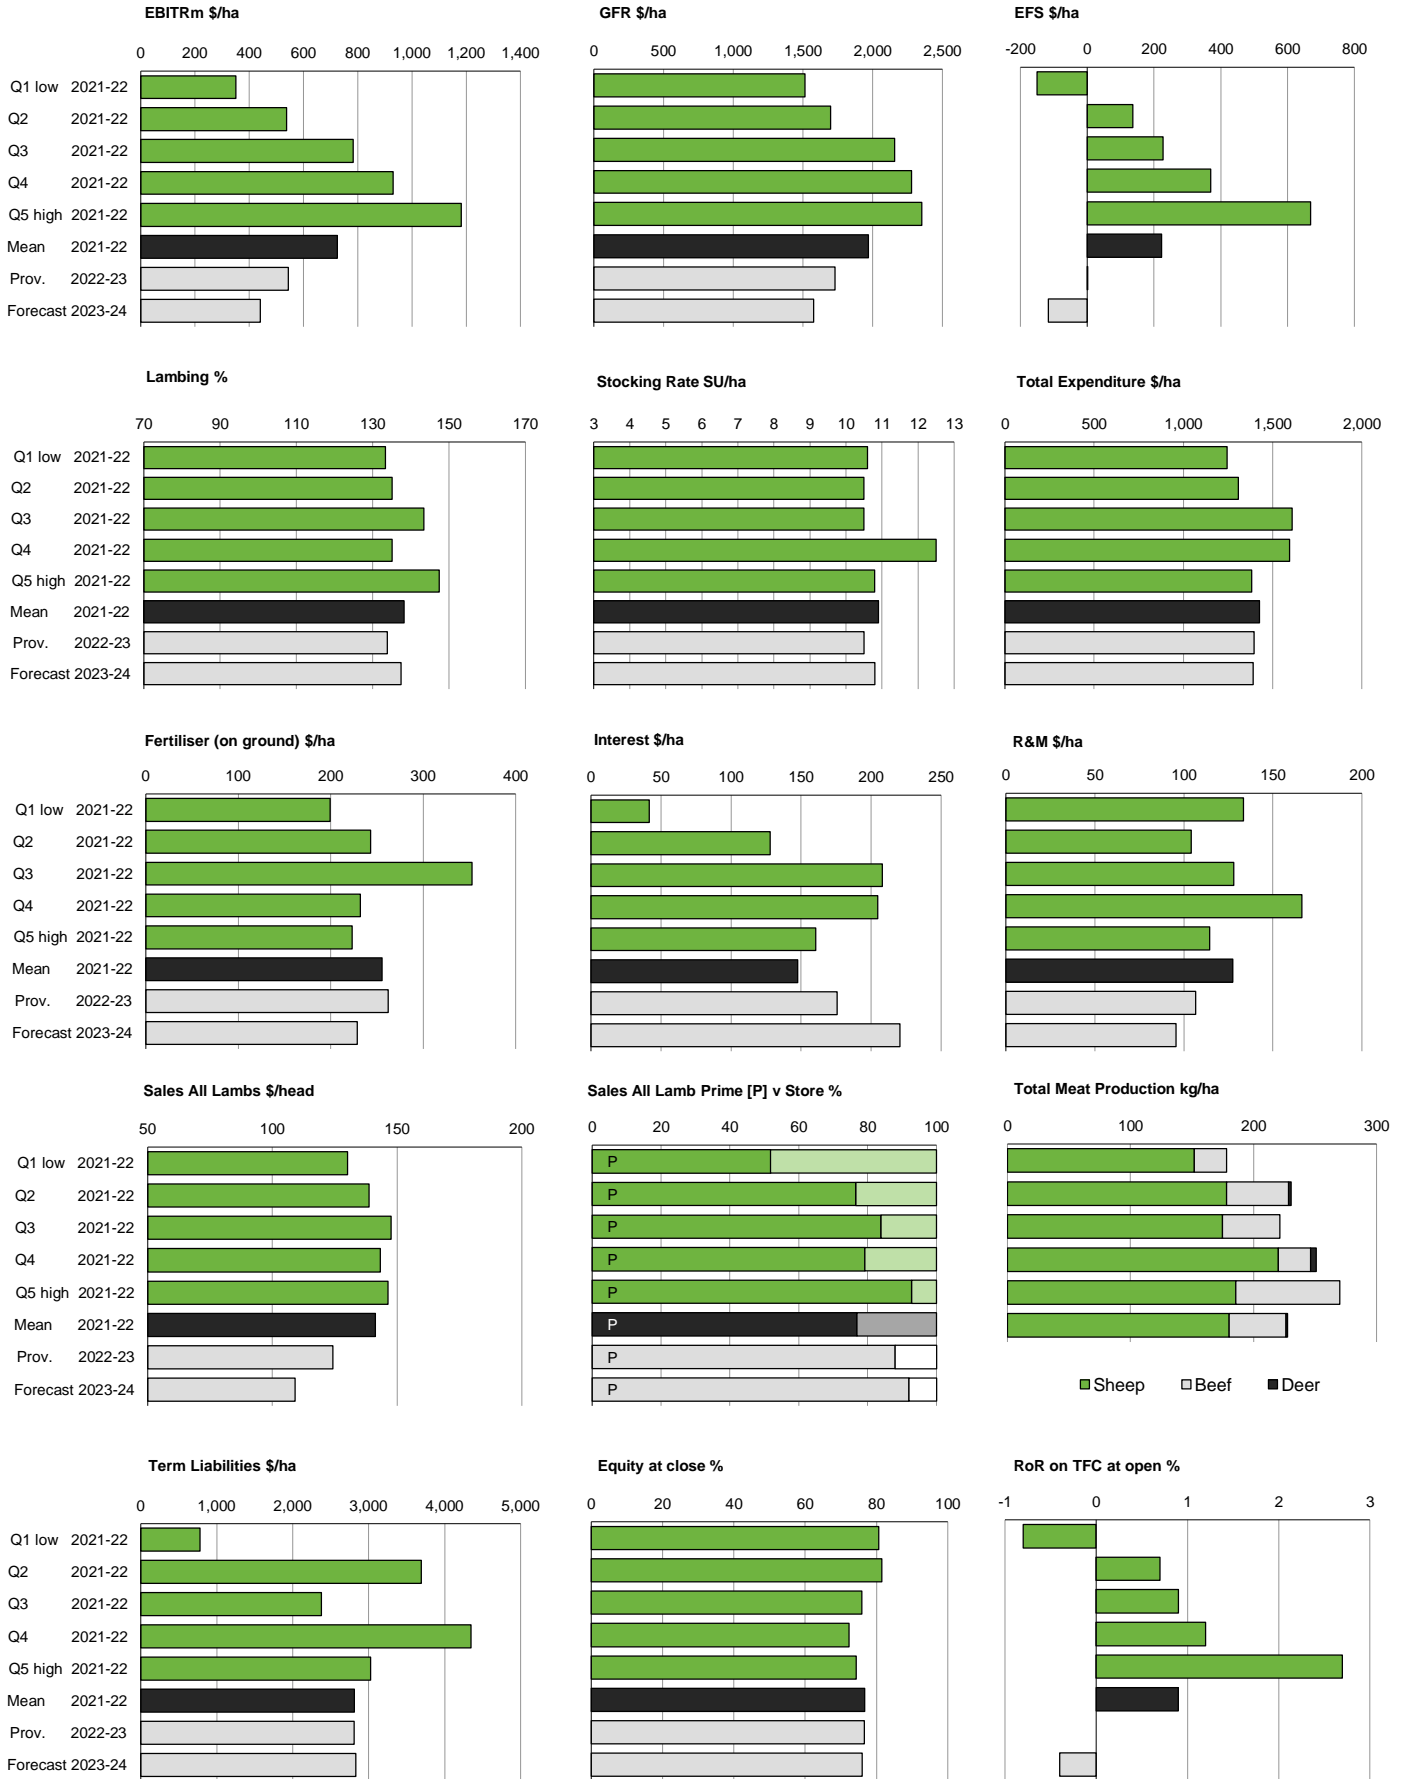 EBITRm $/ha GFR $/ha EFS $/ha
0 200 400 600 800 1,000 1,200 1,400 0 500 1,000 1,500 2,000 2,500 -200 0 200 400 600 800
Q1 low 2021-22
Q2 2021-22
Q3 2021-22
Q4 2021-22
Q5 high 2021-22
Mean 2021-22
Prov. 2022-23
Forecast 2023-24
Lambing % Stocking Rate SU/ha Total Expenditure $/ha
70 90 110 130 150 170 3 4 5 6 7 8 9 10 11 12 13 0 500 1,000 1,500 2,000
Q1 low 2021-22
Q2 2021-22
Q3 2021-22
Q4 2021-22
Q5 high 2021-22
Mean 2021-22
Prov. 2022-23
Forecast 2023-24
Fertiliser (on ground) $/ha Interest $/ha R&M $/ha
0 100 200 300 400 0 50 100 150 200 250 0 50 100 150 200
Q1 low 2021-22
Q2 2021-22
Q3 2021-22
Q4 2021-22
Q5 high 2021-22
Mean 2021-22
Prov. 2022-23
Forecast 2023-24
Sales All Lambs $/head Sales All Lamb Prime [P] v Store % Total Meat Production kg/ha
50 100 150 200 0 20 40 60 80 100 0 100 200 300
Q1 low 2021-22 P
Q2 2021-22 P
Q3 2021-22 P
Q4 2021-22 P
Q5 high 2021-22 P
Mean 2021-22 P
Prov. 2022-23 P
Forecast 2023-24 P Sheep Beef Deer
Term Liabilities $/ha Equity at close % RoR on TFC at open %
0 1,000 2,000 3,000 4,000 5,000 0 20 40 60 80 100 -1 0 1 2 3
Q1 low 2021-22
Q2 2021-22
Q3 2021-22
Q4 2021-22
Q5 high 2021-22
Mean 2021-22
Prov. 2022-23
Forecast 2023-24